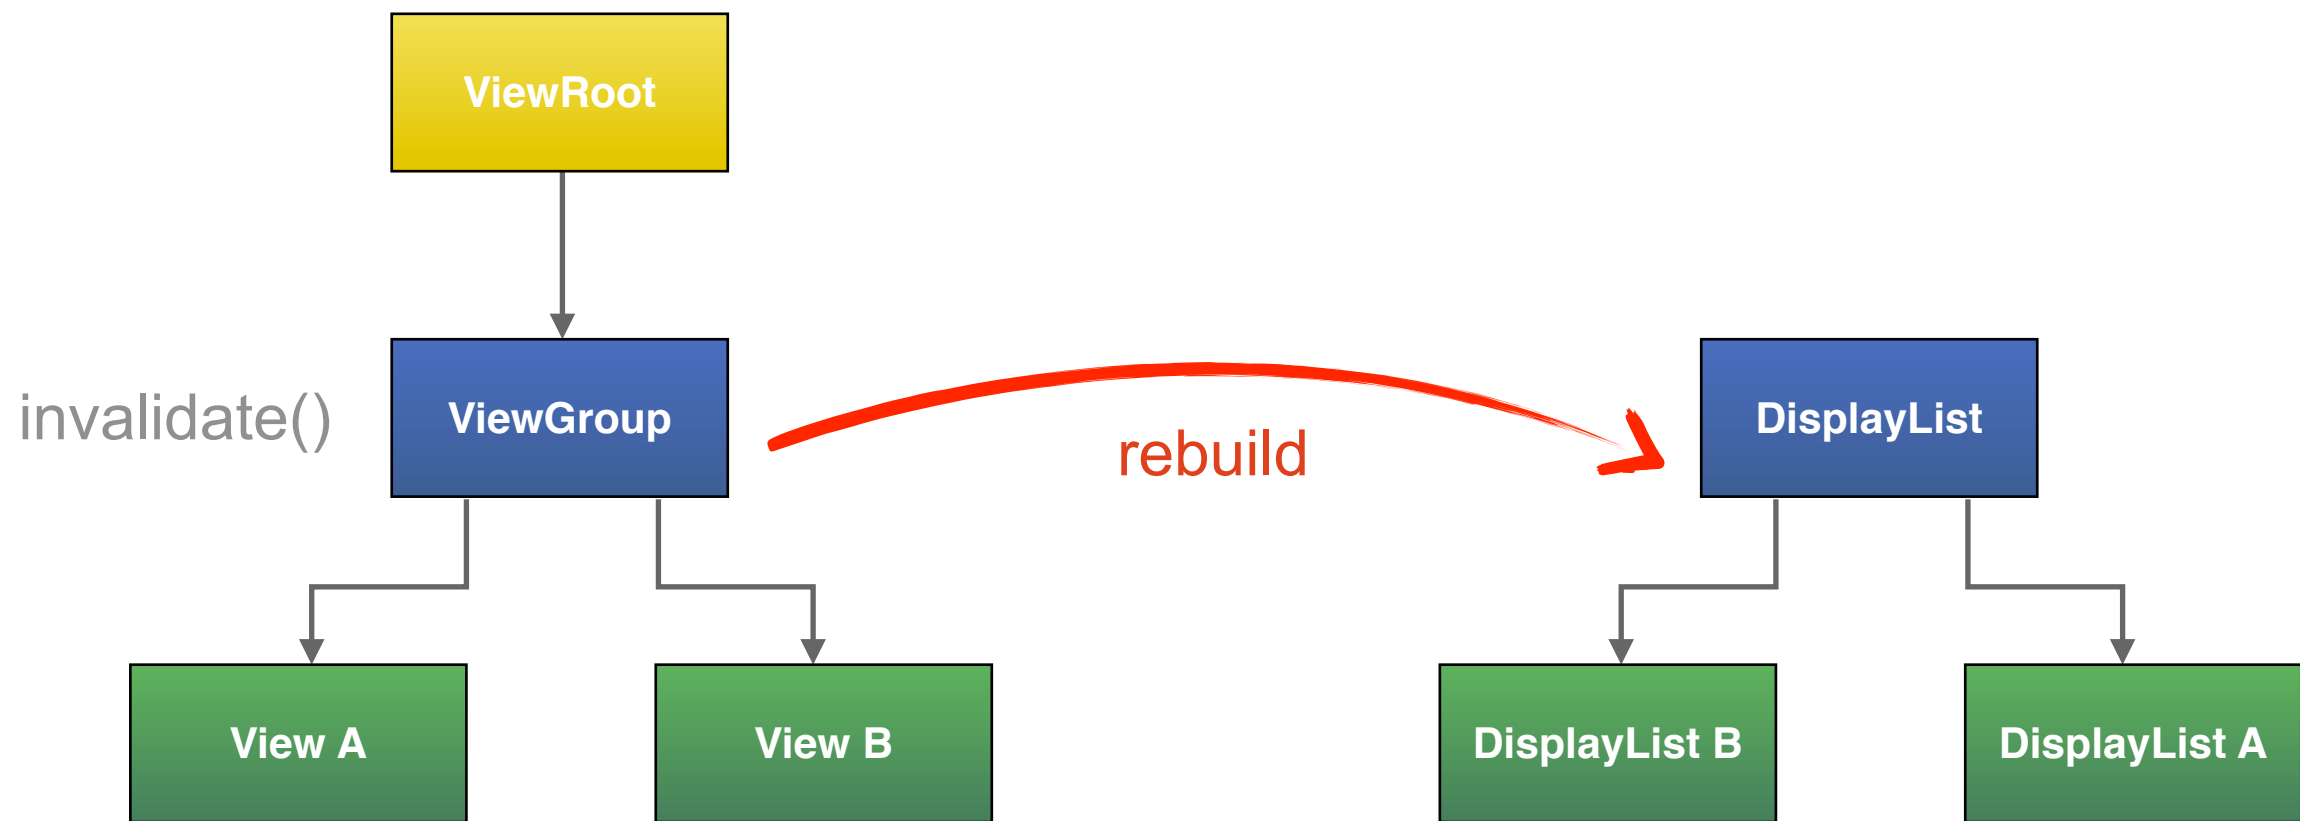 ViewRoot
invalidate()
ViewGroup
rebuild
DisplayList
View A
View B
DisplayList B
DisplayList A